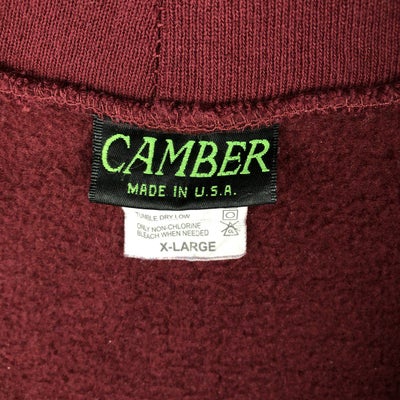 CAMBER
MADE IN U.S.A.
TUMBLE DRY LOW
ONLY NON-CHLORINE
BLEACH WHEN NEEDED
X-LARGE